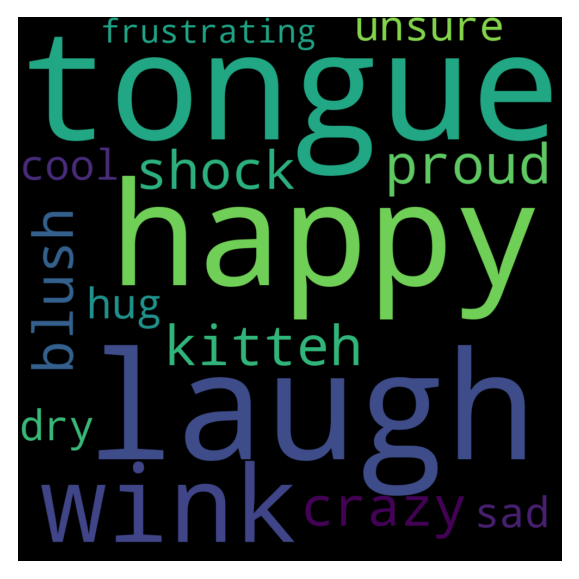 frustrating unsure
tongue
cool shock proud
happy
blush
hug
kitteh
laugh
dry
wink crazy sad